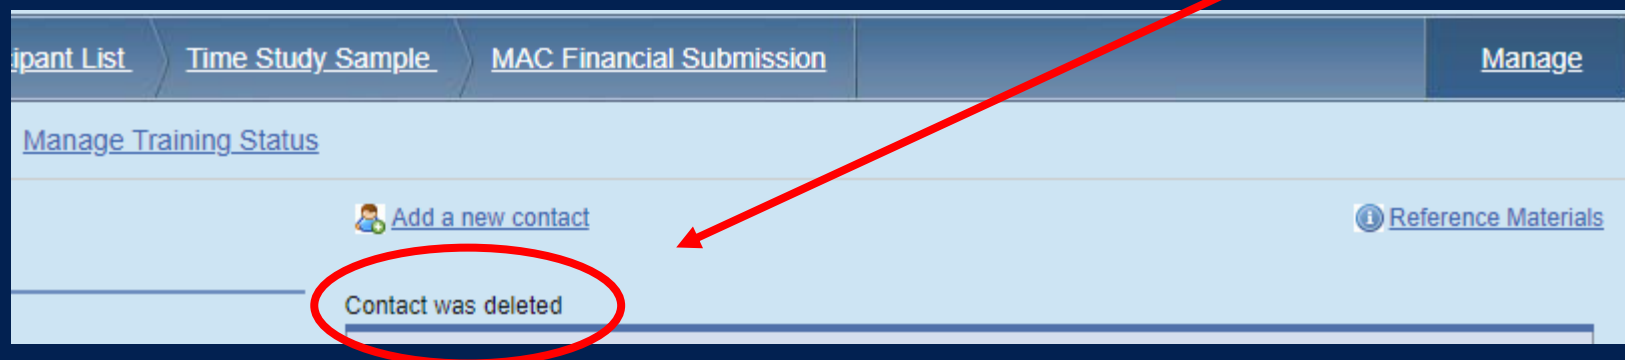 List Time Study Sample MAC Financial Submission Manage
Manage Training Status
Add a new contact Reference Materials
Contact was deleted